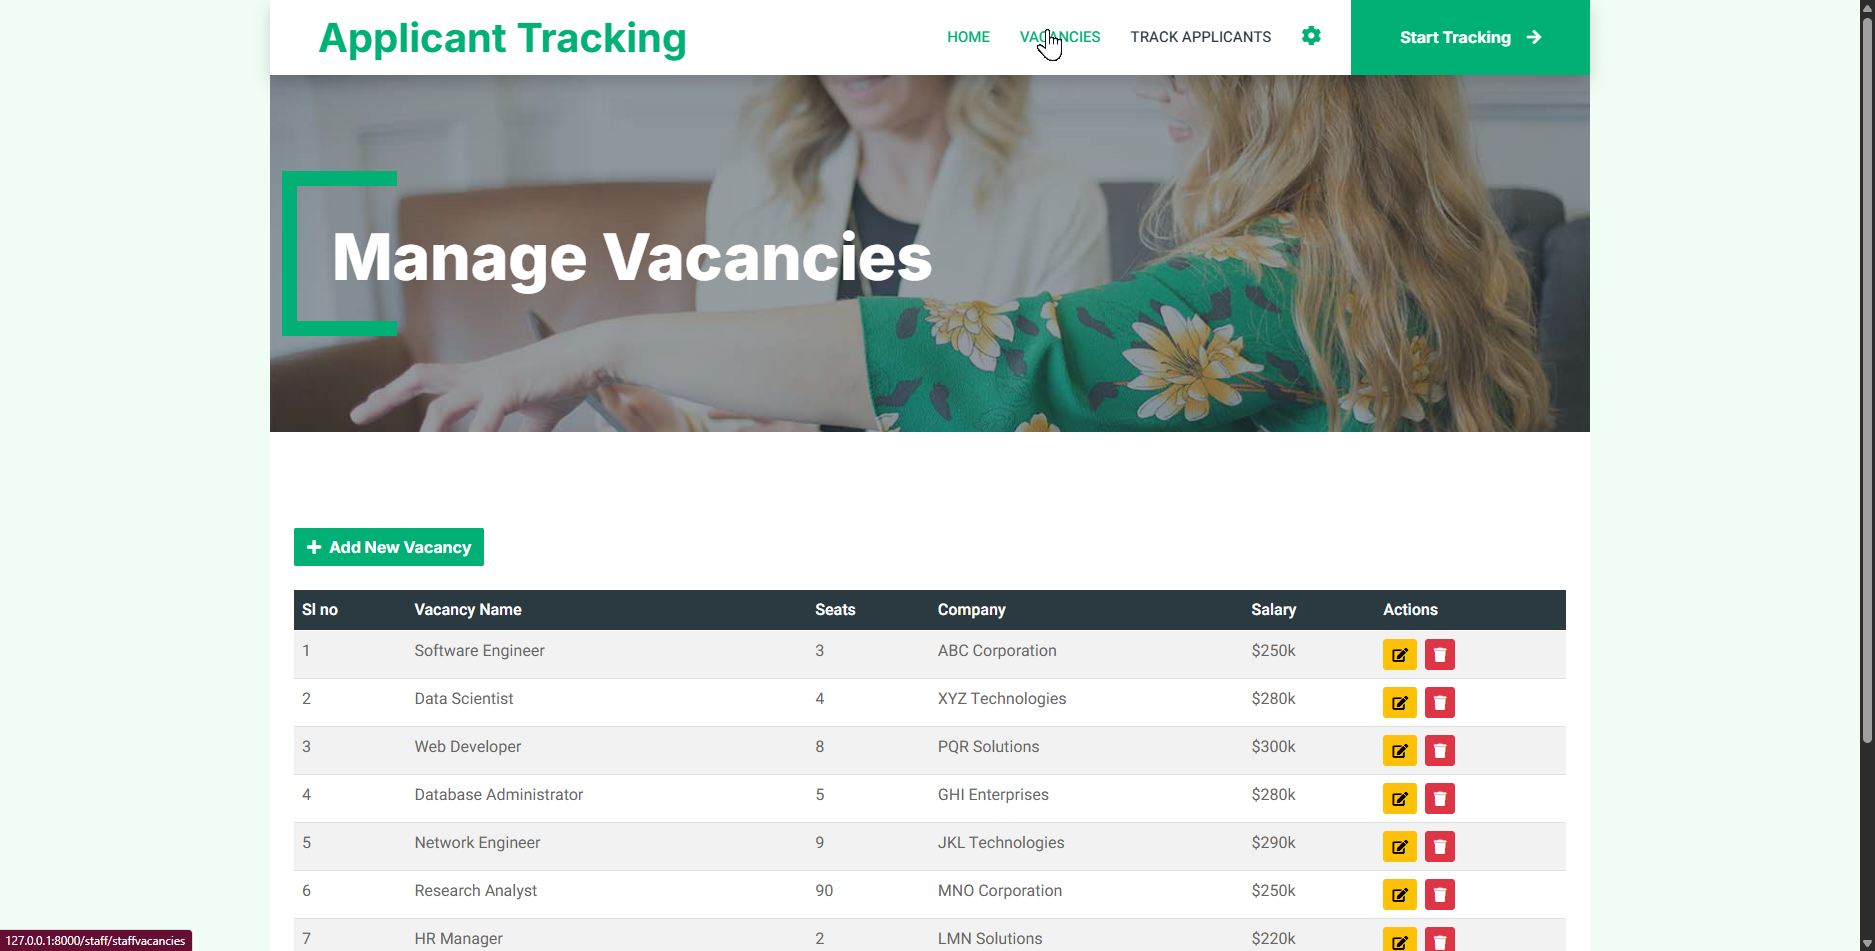 Applicant Tracking
HOME VACANCIES TRACK APPLICANTS Start Tracking
Manage Vacancies
Add New Vacancy
Sl no Vacancy Name Seats Company Salary Actions
1 Software Engineer 3 ABC Corporation $250k
2 Data Scientist 4 XYZ Technologies $280k
3 Web Developer 8 PQR Solutions $300k
4 Database Administrator 5 GHI Enterprises $280k
5 Network Engineer 9 JKL Technologies $290k
6 Research Analyst 90 MNO Corporation $250k
7 HR Manager 2 LMN Solutions $220k
127.0.0.1:8000/staff/staffvacancies